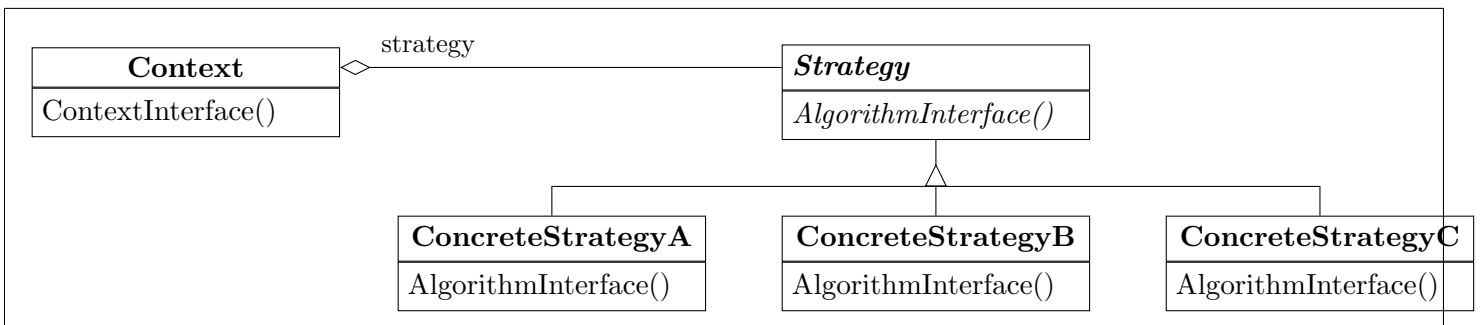 strategy
Context
ContextInterface()
Strategy
AlgorithmInterface()
ConcreteStrategyA
AlgorithmInterface()
ConcreteStrategyB
AlgorithmInterface()
ConcreteStrategyC
AlgorithmInterface()